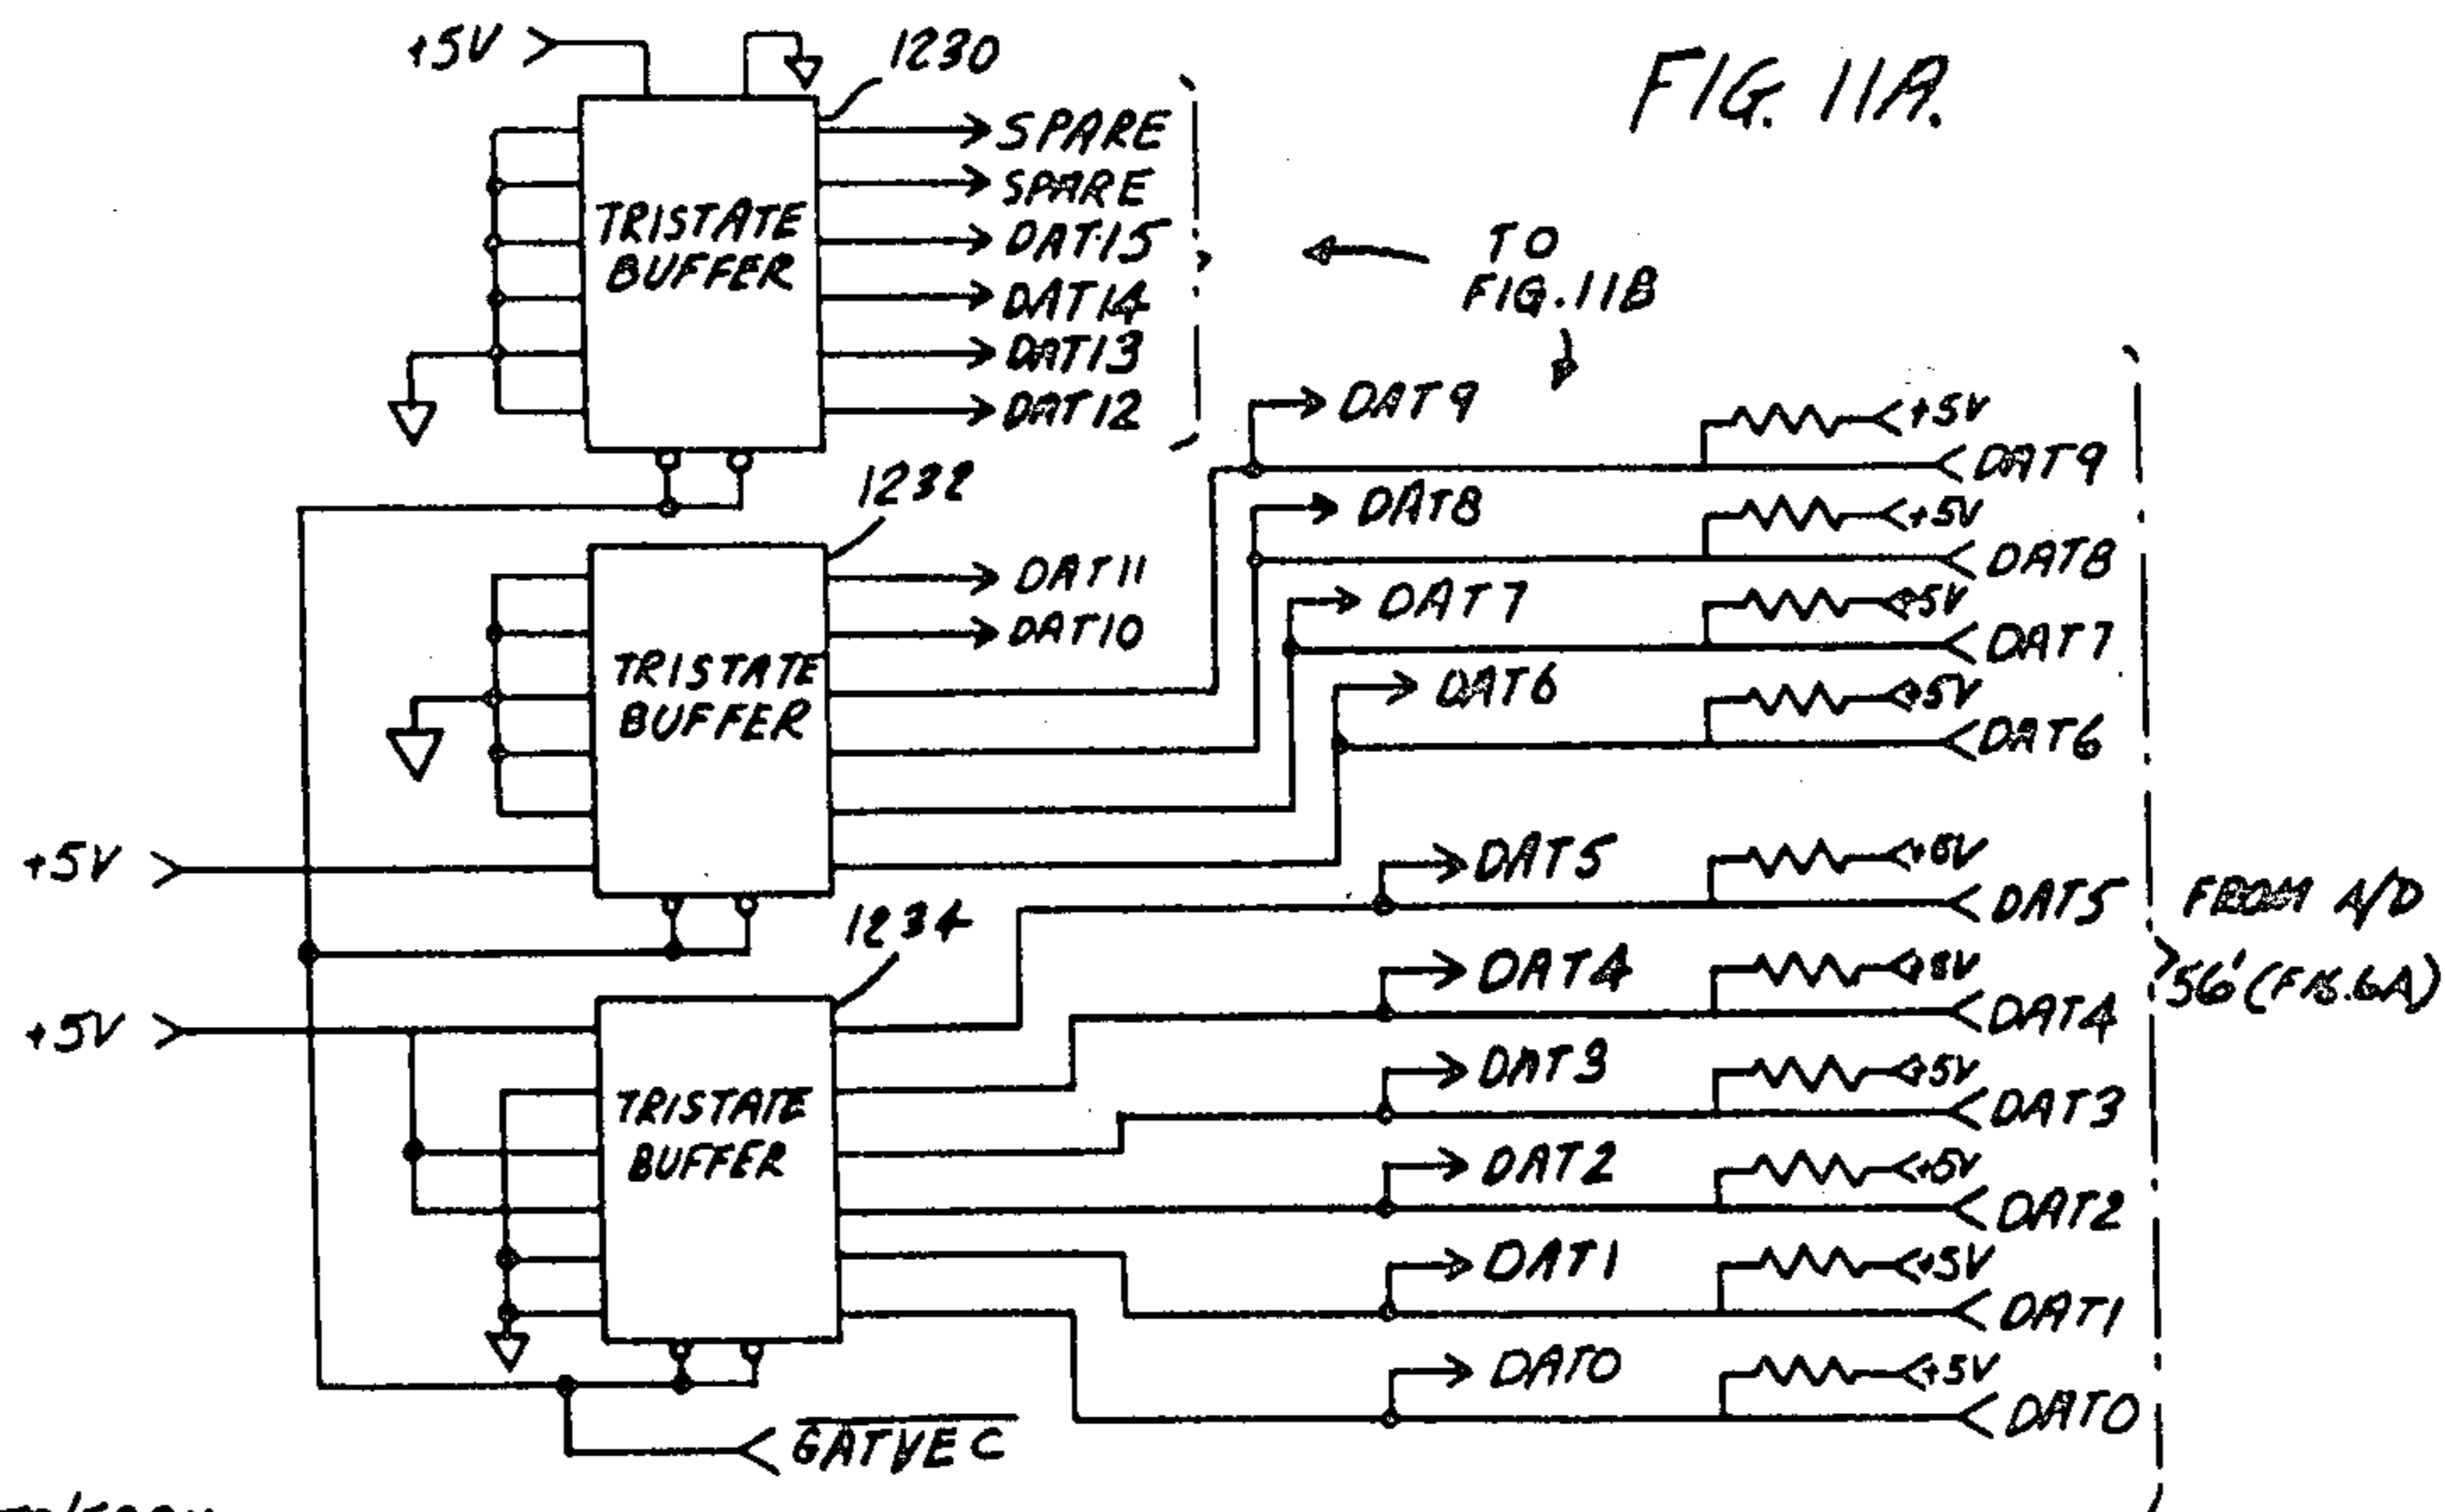 FIG. 11A.
+5V
1230
TRISTATE
BUFFER
SPARE
SPARE
DAT15
DAT14
DAT13
DAT12
TO
FIG. 11B
1232
TRISTATE
BUFFER
DAT11
DAT10
+5V
DAT9
+5V
DAT9
DAT8
+5V
DAT8
DAT7
+5V
DAT7
DAT6
+5V
DAT6
1234
TRISTATE
BUFFER
+5V
DAT5
+5V
DAT5
DAT4
+5V
DAT4
DAT3
+5V
DAT3
DAT2
+5V
DAT2
DAT1
+5V
DAT1
DAT0
+5V
DAT0
FROM A/D
56' (FIG. 6A)
GATVEC